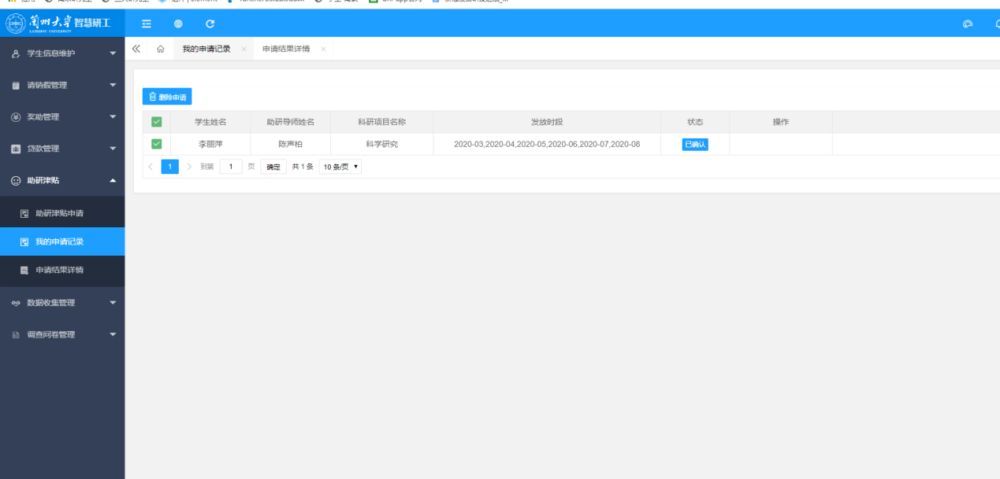 兰州大学 智慧研工
LANZHOU UNIVERSITY
学生信息维护
请销假管理
奖助管理
贷款管理
助研津贴
助研津贴申请
我的申请记录
申请结果详情
数据收集管理
调查问卷管理
我的申请记录 × 申请结果详情 ×
删除申请
学生姓名 助研导师姓名 科研项目名称 发放时段 状态 操作
李丽萍 陈声柏 科学研究 2020-03,2020-04,2020-05,2020-06,2020-07,2020-08 已确认
< 1 > 到第 1 页 确定 共 1 条 10 条/页